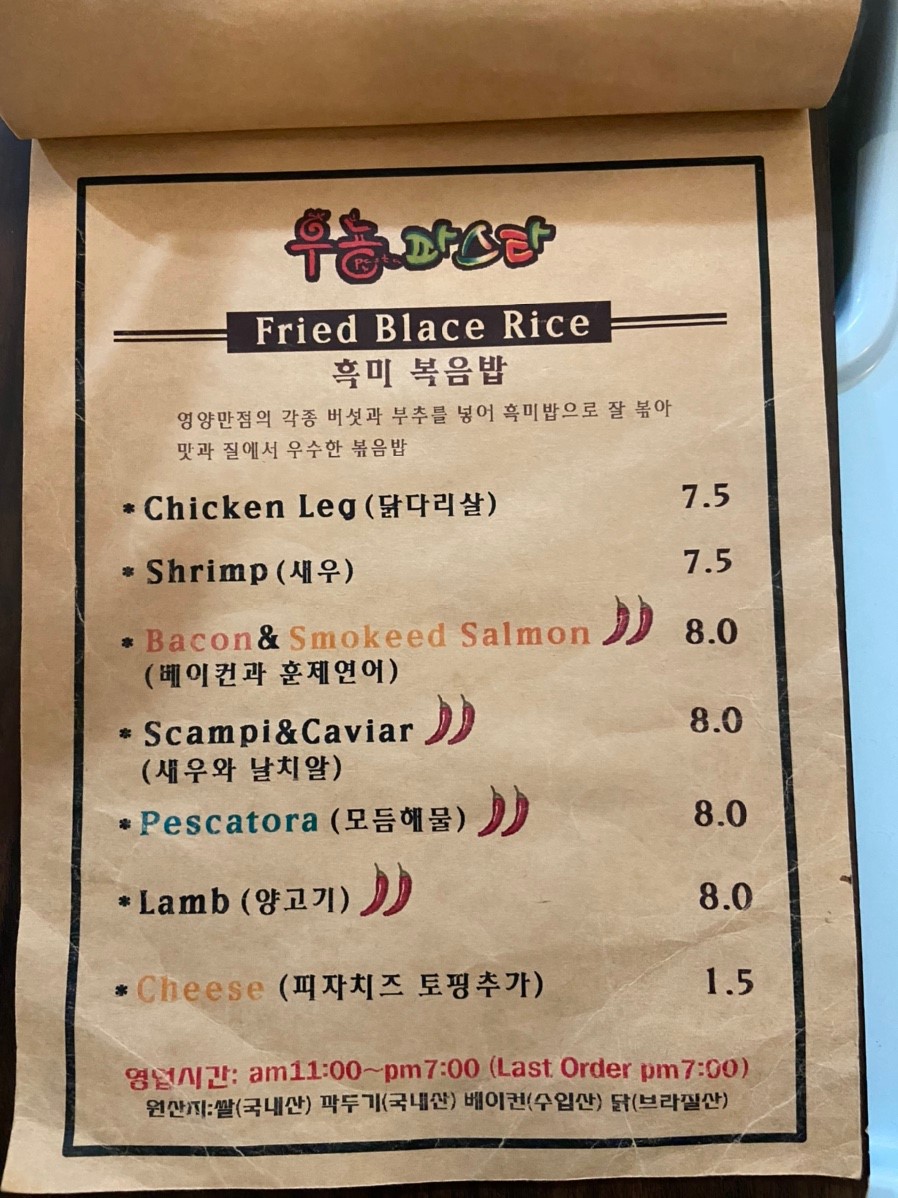 우노 파스타
Fried Blace Rice
흑미 복음밥
영양만점의 각종 버섯과 부추를 넣어 흑미밥으로 잘 볶아
맛과 질에서 우수한 볶음밥
* Chicken Leg (닭다리살) 7.5
* Shrimp (새우) 7.5
* Bacon & Smokeed Salmon 8.0
(베이컨과 훈제연어)
* Scampi&Caviar 8.0
(새우와 날치알)
* Pescatora (모듬해물) 8.0
* Lamb (양고기) 8.0
* Cheese (피자치즈 토핑추가) 1.5
영업시간: am11:00~pm7:00 (Last Order pm7:00)
원산지:쌀(국내산) 깍두기(국내산) 베이컨(수입산) 닭(브라질산)